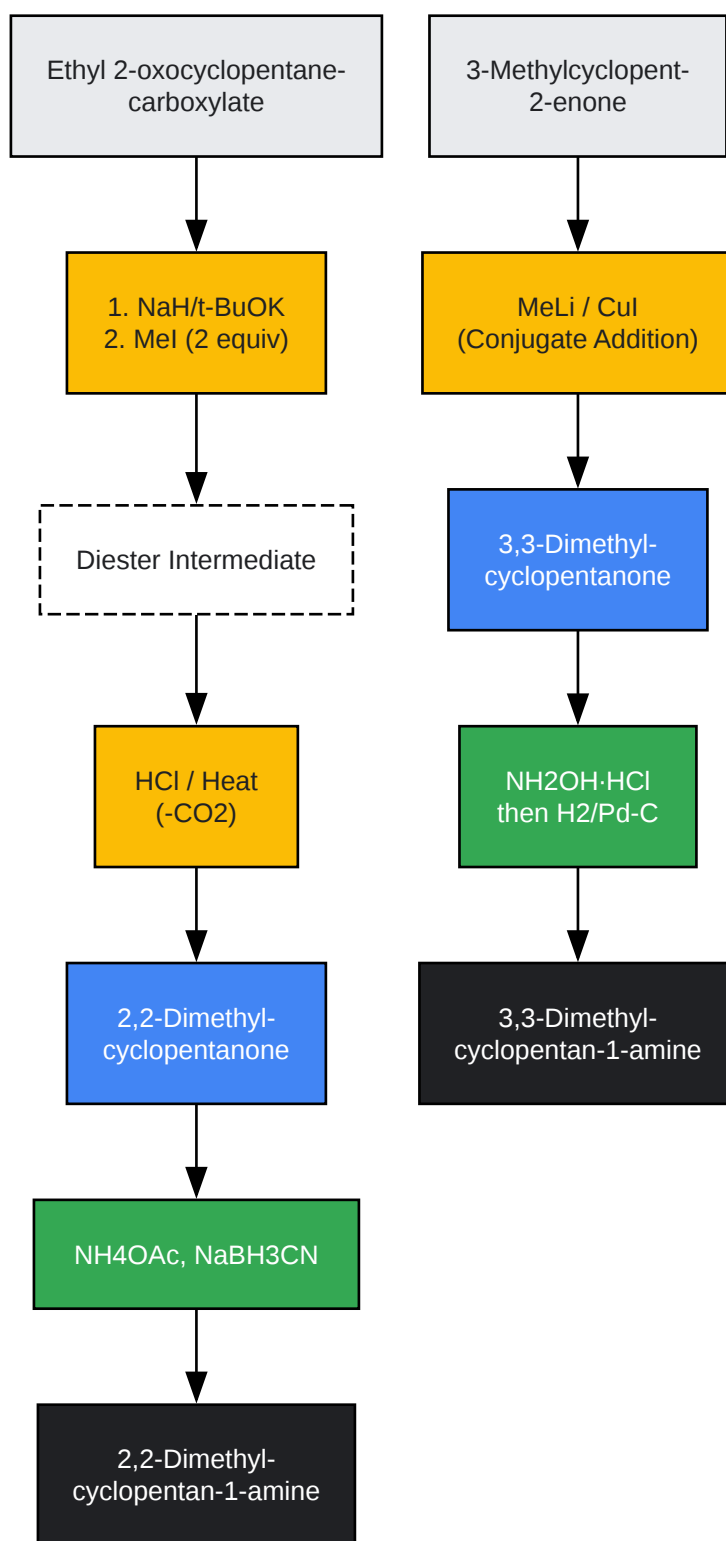 Ethyl 2-oxocyclopentane-
carboxylate
1. NaH/t-BuOK
2. MeI (2 equiv)
Diester Intermediate
HCl / Heat
(-CO2)
2,2-Dimethyl-
cyclopentanone
NH4OAc, NaBH3CN
2,2-Dimethyl-
cyclopentan-1-amine
3-Methylcyclopent-
2-enone
MeLi / CuI
(Conjugate Addition)
3,3-Dimethyl-
cyclopentanone
NH2OH·HCl
then H2/Pd-C
3,3-Dimethyl-
cyclopentan-1-amine